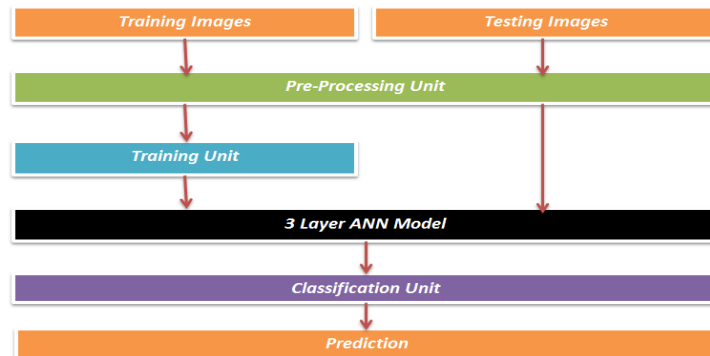 Training Images
Testing Images
Pre-Processing Unit
Training Unit
3 Layer ANN Model
Classification Unit
Prediction